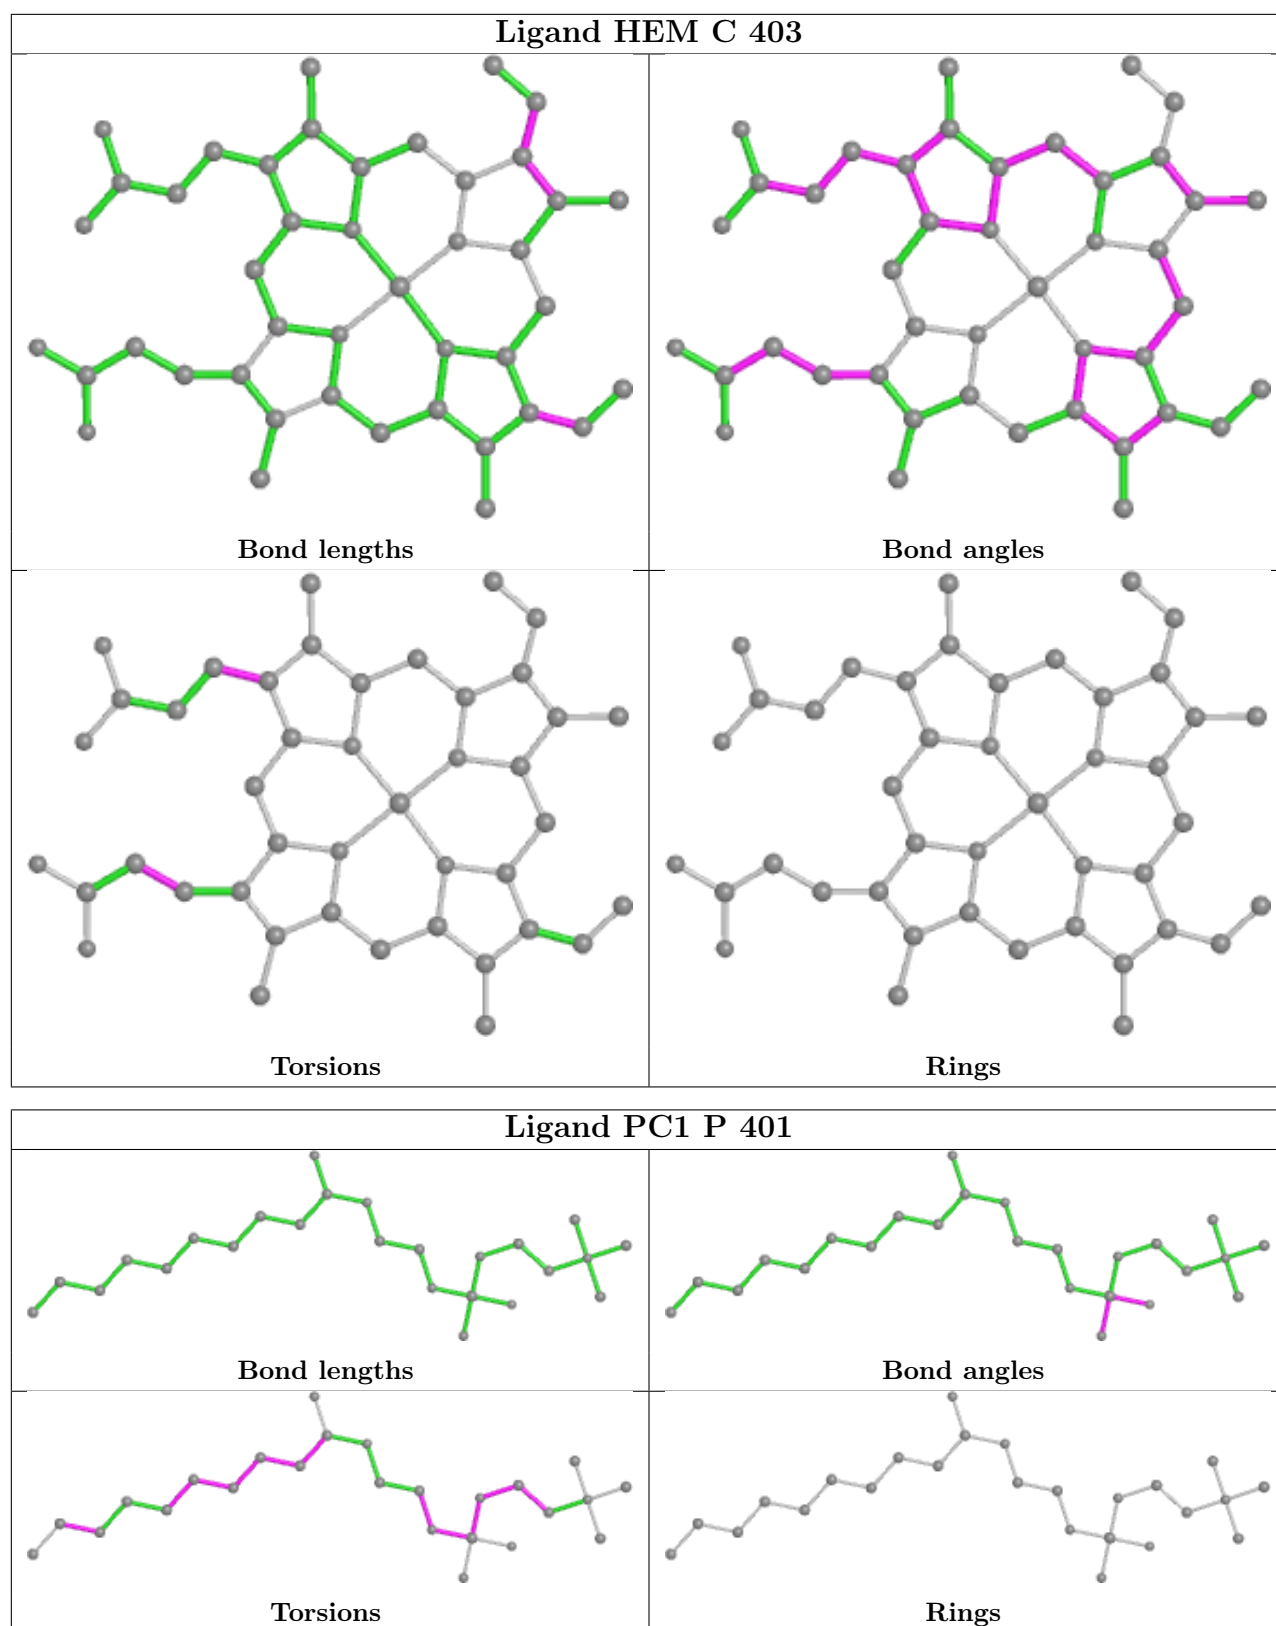 Ligand HEM C 403
Bond lengths
Bond angles
Torsions
Rings
Ligand PC1 P 401
Bond lengths
Bond angles
Torsions
Rings